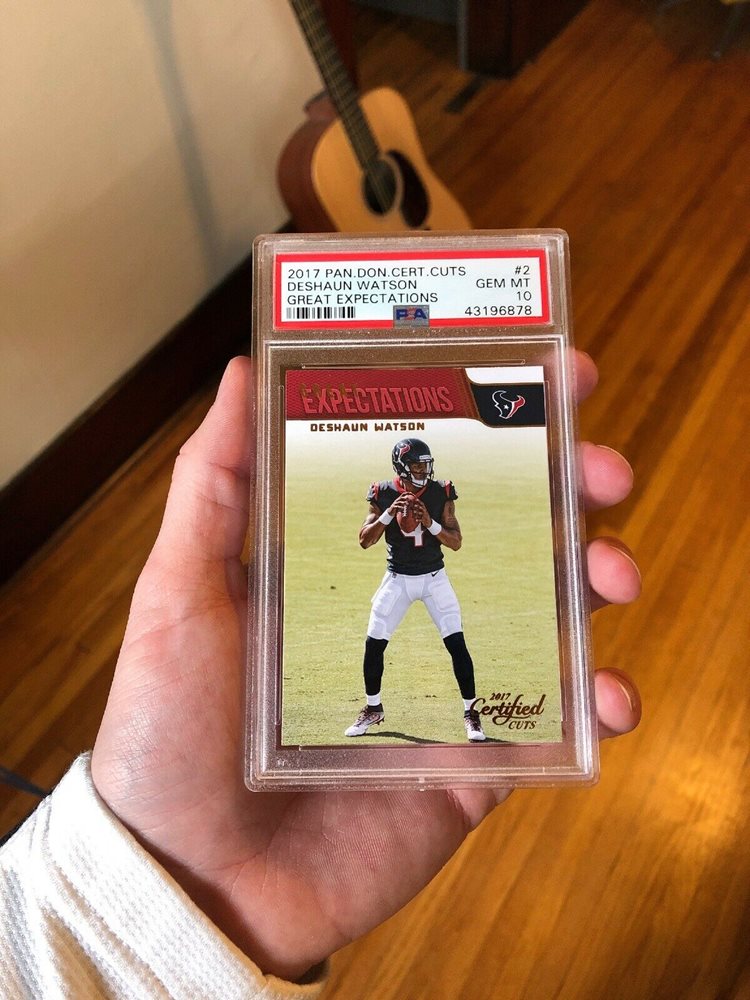 2017 PAN.DON.CERT.CUTS #2
DESHAUN WATSON GEM MT
GREAT EXPECTATIONS 10
PSA 43196878
EXPECTATIONS
DESHAUN WATSON
4
2017
Certified
CUTS